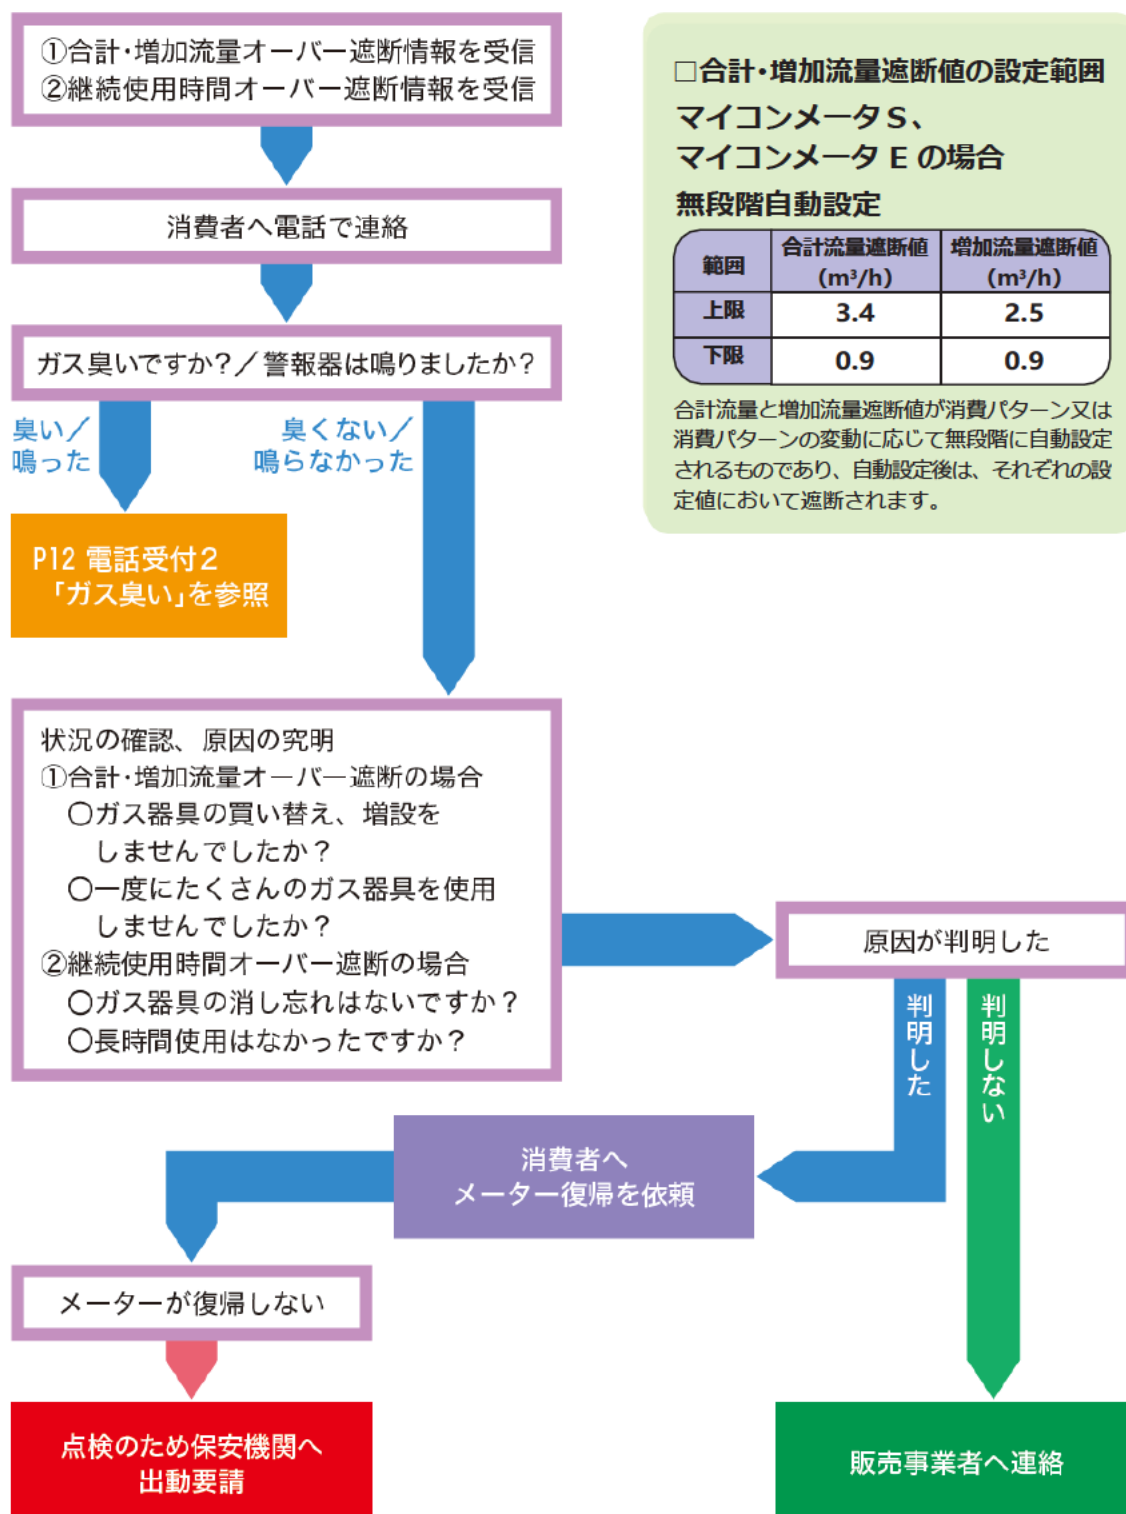 ①合計・増加流量オーバー遮断情報を受信
②継続使用時間オーバー遮断情報を受信
消費者へ電話で連絡
ガス臭いですか?／警報器は鳴りましたか?
臭い／
鳴った
臭くない／
鳴らなかった
P12 電話受付2
「ガス臭い」を参照
□合計・増加流量遮断値の設定範囲
マイコンメータS、
マイコンメータ E の場合
無段階自動設定
範囲 合計流量遮断値 (m³/h) 増加流量遮断値 (m³/h)
上限 3.4 2.5
下限 0.9 0.9
合計流量と増加流量遮断値が消費パターン又は
消費パターンの変動に応じて無段階に自動設定
されるものであり、自動設定後は、それぞれの設
定値において遮断されます。
状況の確認、原因の究明
①合計・増加流量オーバー遮断の場合
○ガス器具の買い替え、増設を
しませんでしたか？
○一度にたくさんのガス器具を使用
しませんでしたか？
②継続使用時間オーバー遮断の場合
○ガス器具の消し忘れはないですか？
○長時間使用はなかったですか？
原因が判明した
判明した
判明しない
消費者へ
メーター復帰を依頼
メーターが復帰しない
点検のため保安機関へ
出動要請
販売事業者へ連絡